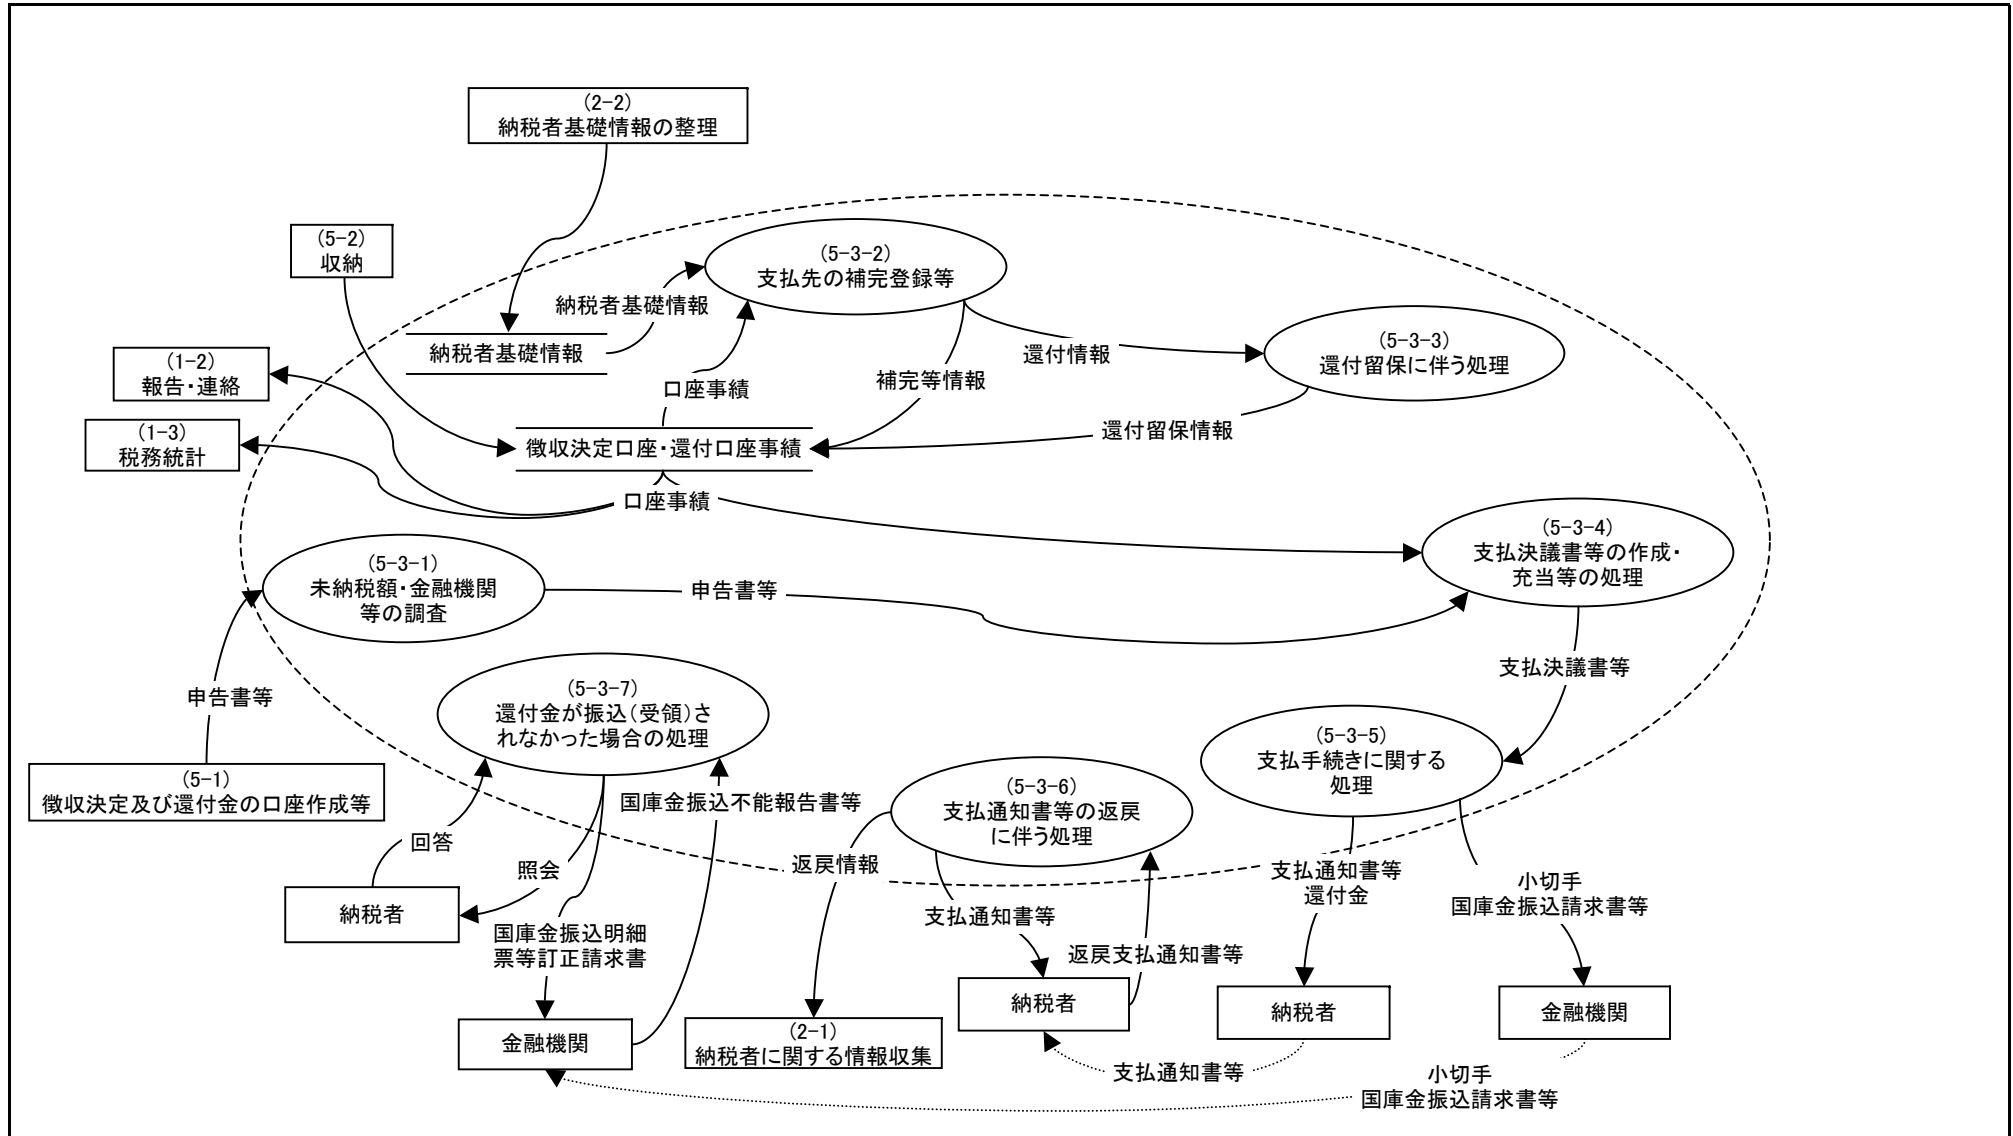 (2-2)
納税者基礎情報の整理
(5-2)
収納
(5-3-2)
支払先の補完登録等
納税者基礎情報
納税者基礎情報
(5-3-3)
還付留保に伴う処理
還付情報
(1-2)
報告・連絡
口座事績
補完等情報
還付留保情報
(1-3)
税務統計
徴収決定口座・還付口座事績
口座事績
(5-3-4)
支払決議書等の作成・
充当等の処理
(5-3-1)
未納税額・金融機関
等の調査
申告書等
支払決議書等
申告書等
(5-3-7)
還付金が振込(受領)さ
れなかった場合の処理
(5-3-5)
支払手続きに関する
処理
(5-1)
徴収決定及び還付金の口座作成等
国庫金振込不能報告書等
(5-3-6)
支払通知書等の返戻
に伴う処理
回答
照会
返戻情報
支払通知書等
還付金
小切手
国庫金振込請求書等
納税者
支払通知書等
国庫金振込明細
票等訂正請求書
返戻支払通知書等
納税者
納税者
金融機関
金融機関
(2-1)
納税者に関する情報収集
支払通知書等
小切手
国庫金振込請求書等